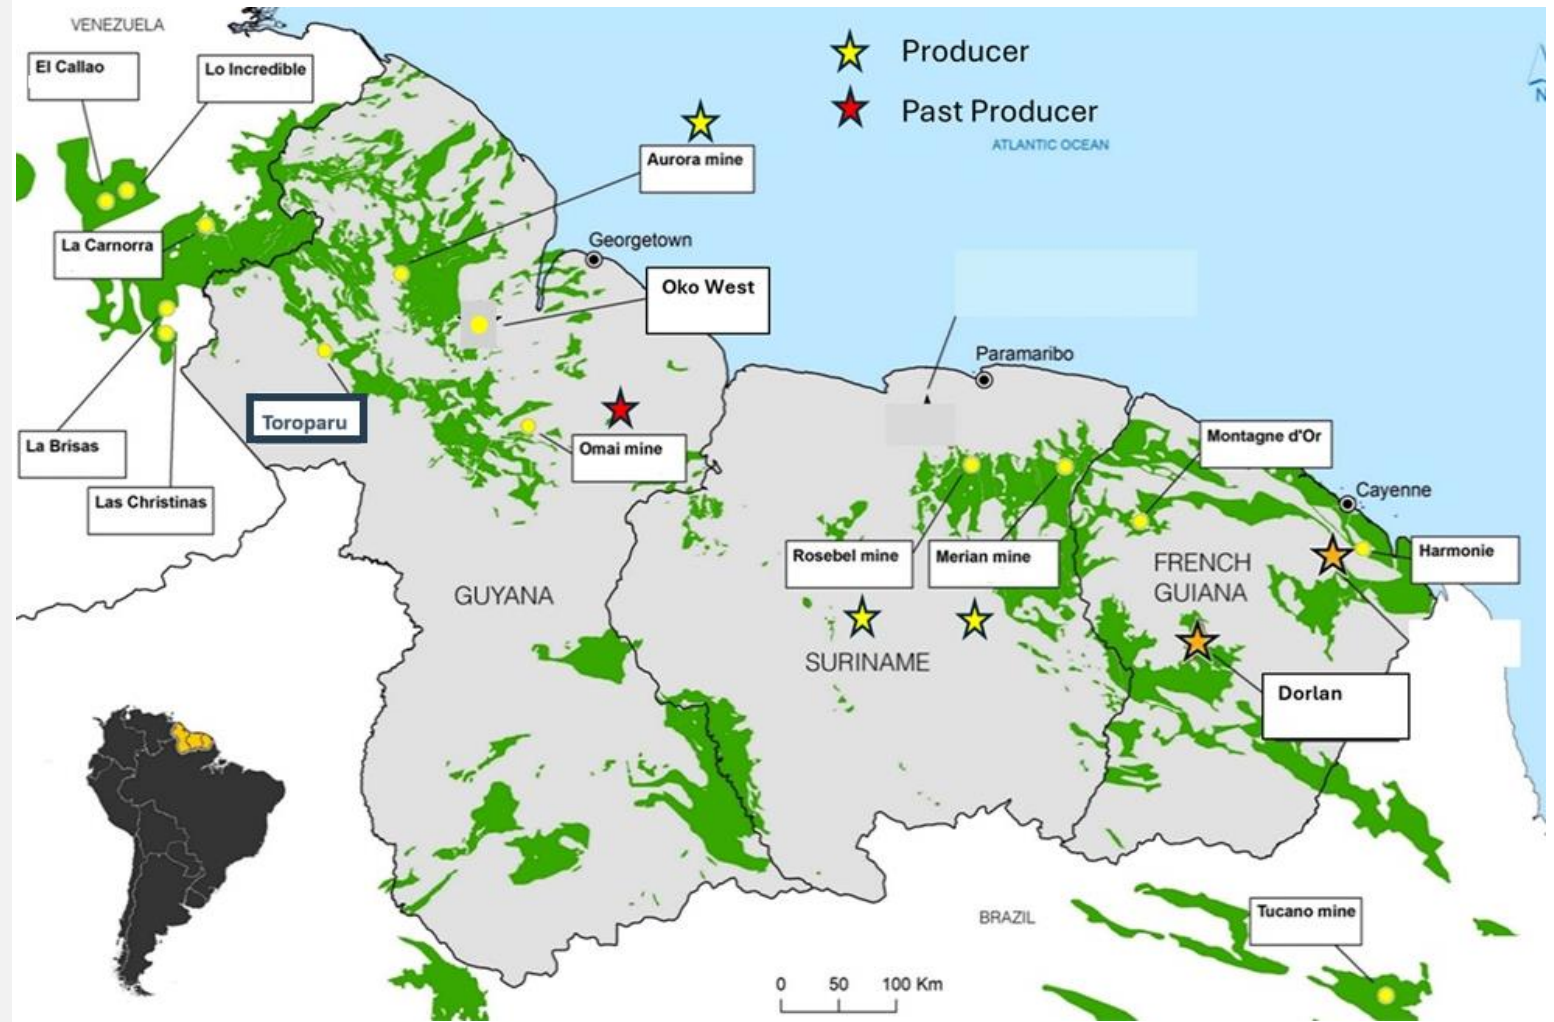 VENEZUELA
El Callao
Lo Incredible
Producer
Past Producer
N
ATLANTIC OCEAN
Aurora mine
La Carnorra
Georgetown
Oko West
Paramaribo
Toroparu
Omai mine
Montagne d'Or
La Brisas
Las Christinas
Cayenne
Rosebel mine
Merian mine
Harmonie
FRENCH
GUIANA
GUYANA
SURINAME
Dorlan
Tucano mine
BRAZIL
0 50 100 Km